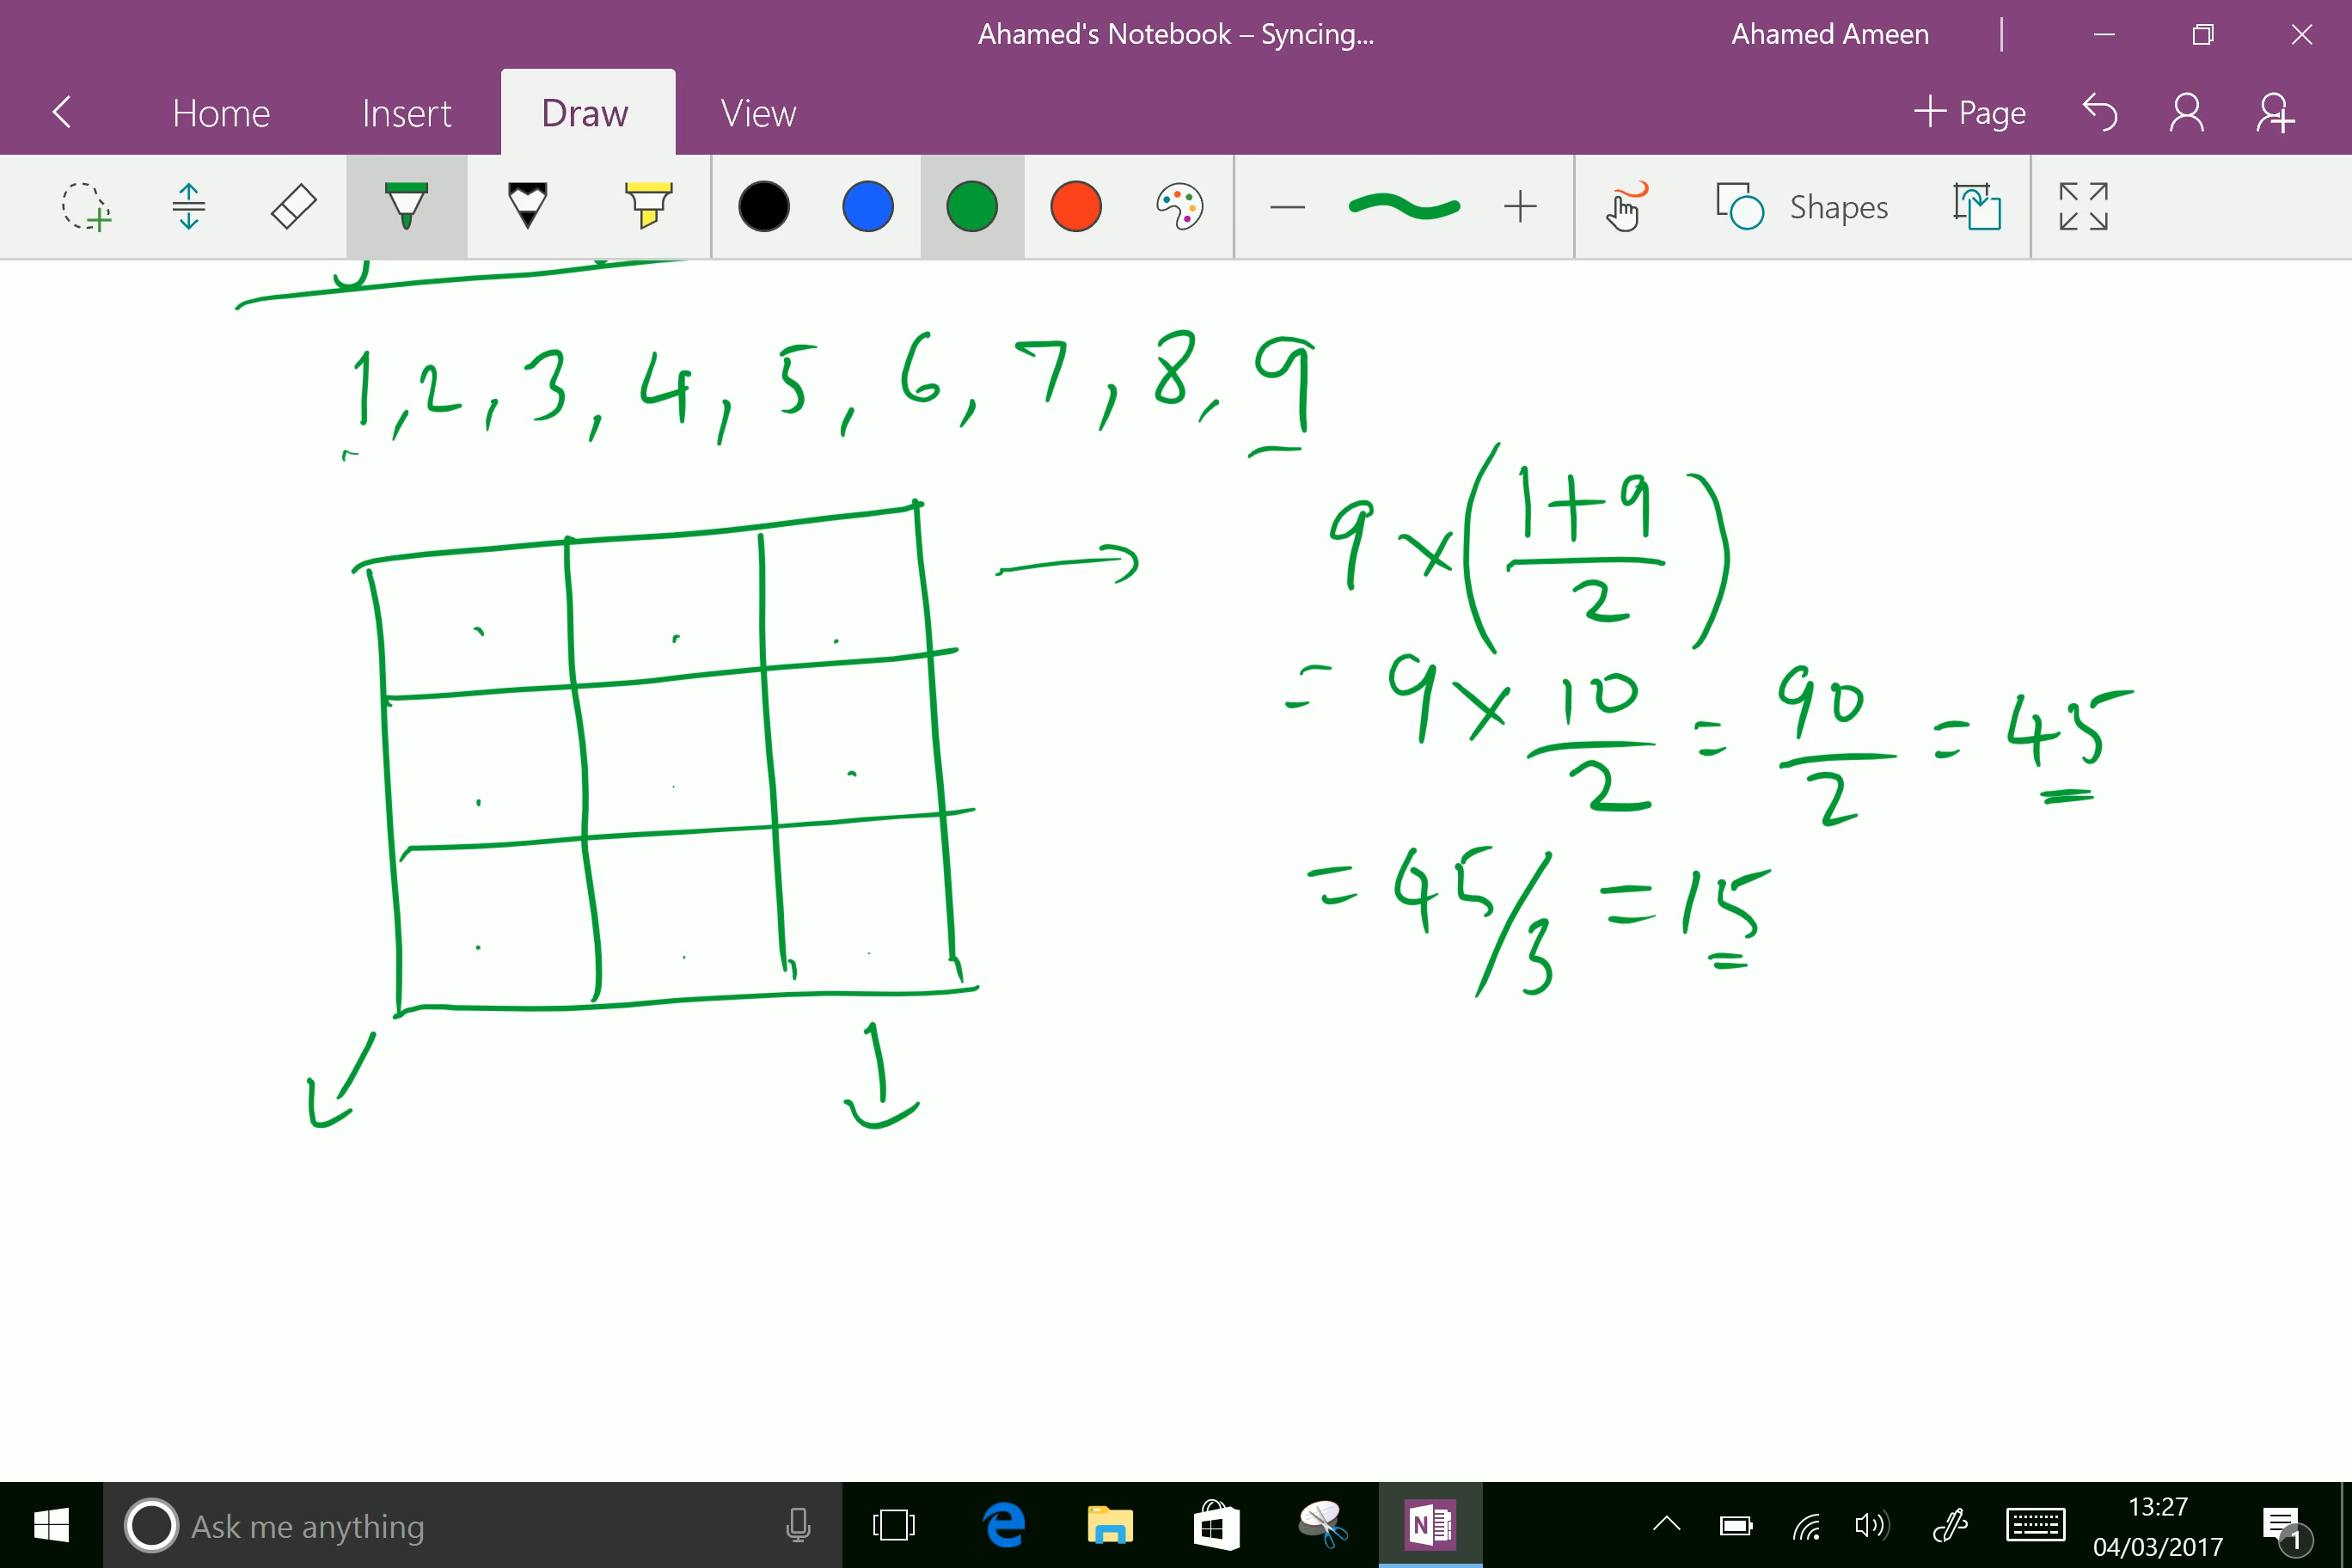 Ahamed's Notebook – Syncing...
Ahamed Ameen
Home Insert Draw View
Page
Shapes
1, 2, 3, 4, 5, 6, 7, 8, 9
9 × (1+9/2)
= 9 × 10/2 = 90/2 = 45
= 45/3 = 15
Ask me anything
N
13:27
04/03/2017
1